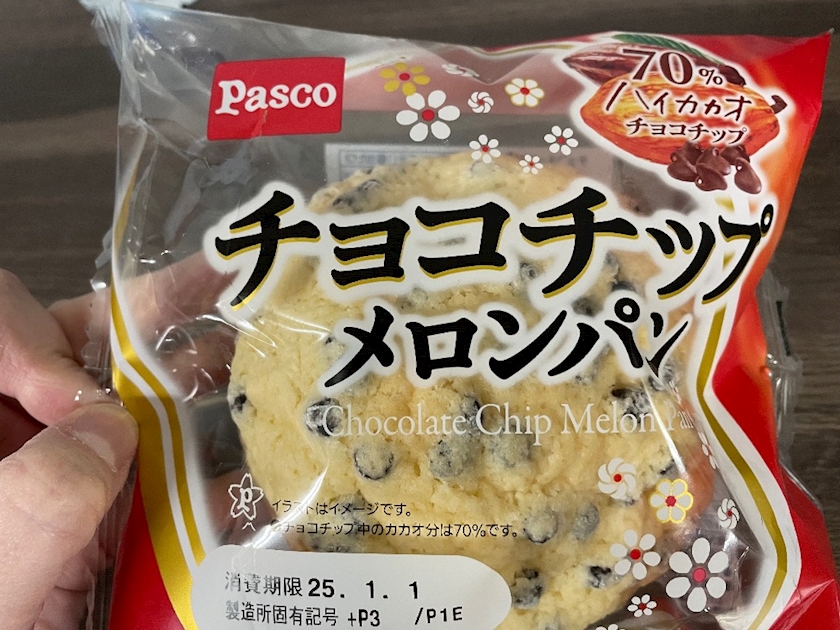 Pasco
70%
ハイカカオ
チョコチップ
チョコチップ
メロンパン
Chocolate Chip Melon Pan
イラストはイメージです。
チョコチップ中のカカオ分は70%です。
消費期限 25. 1. 1
製造所固有記号 +P3 /P1E